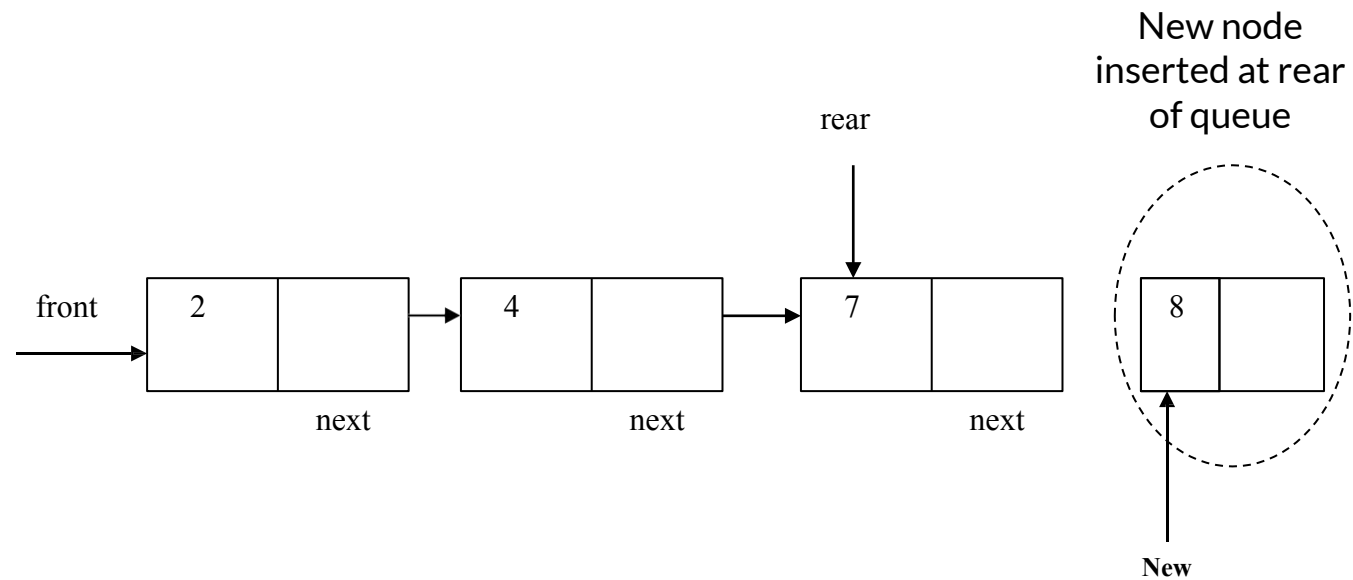 New node
inserted at rear
of queue
rear
front
2
4
7
8
next
next
next
New